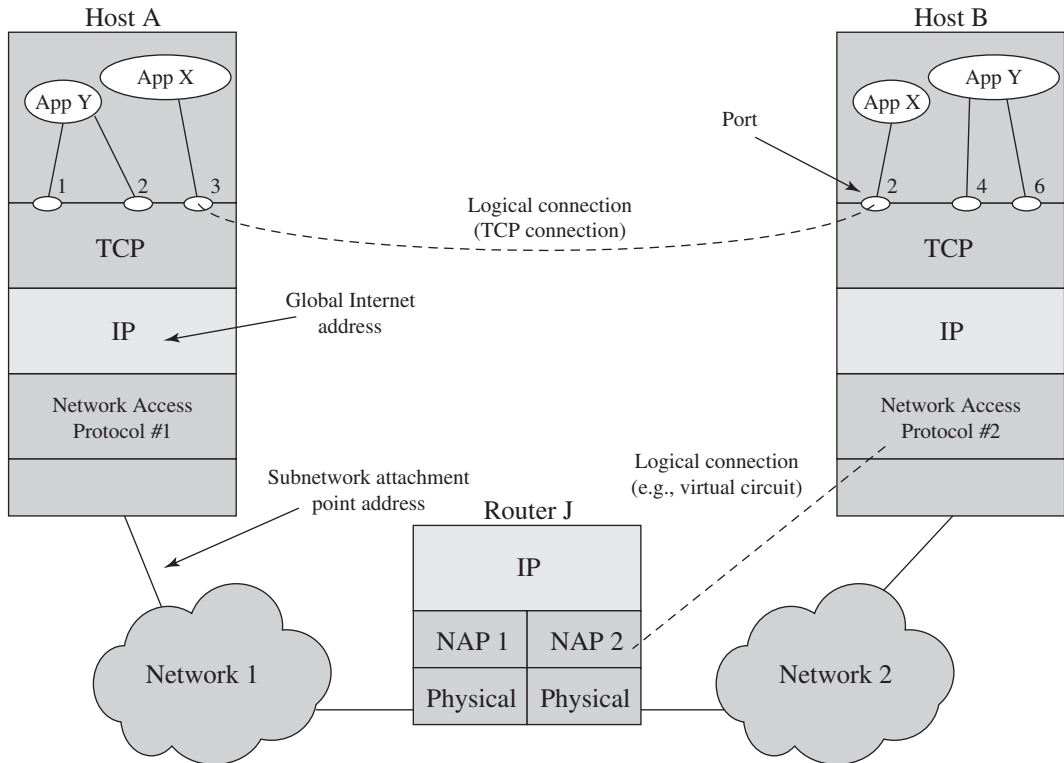 Host A
Host B
App X
App Y
App X
App Y
Port
1
2
3
2
4
6
Logical connection
(TCP connection)
TCP
TCP
Global Internet
address
IP
IP
Network Access
Protocol #1
Network Access
Protocol #2
Logical connection
(e.g., virtual circuit)
Subnetwork attachment
point address
Router J
IP
NAP 1
NAP 2
Network 1
Network 2
Physical
Physical